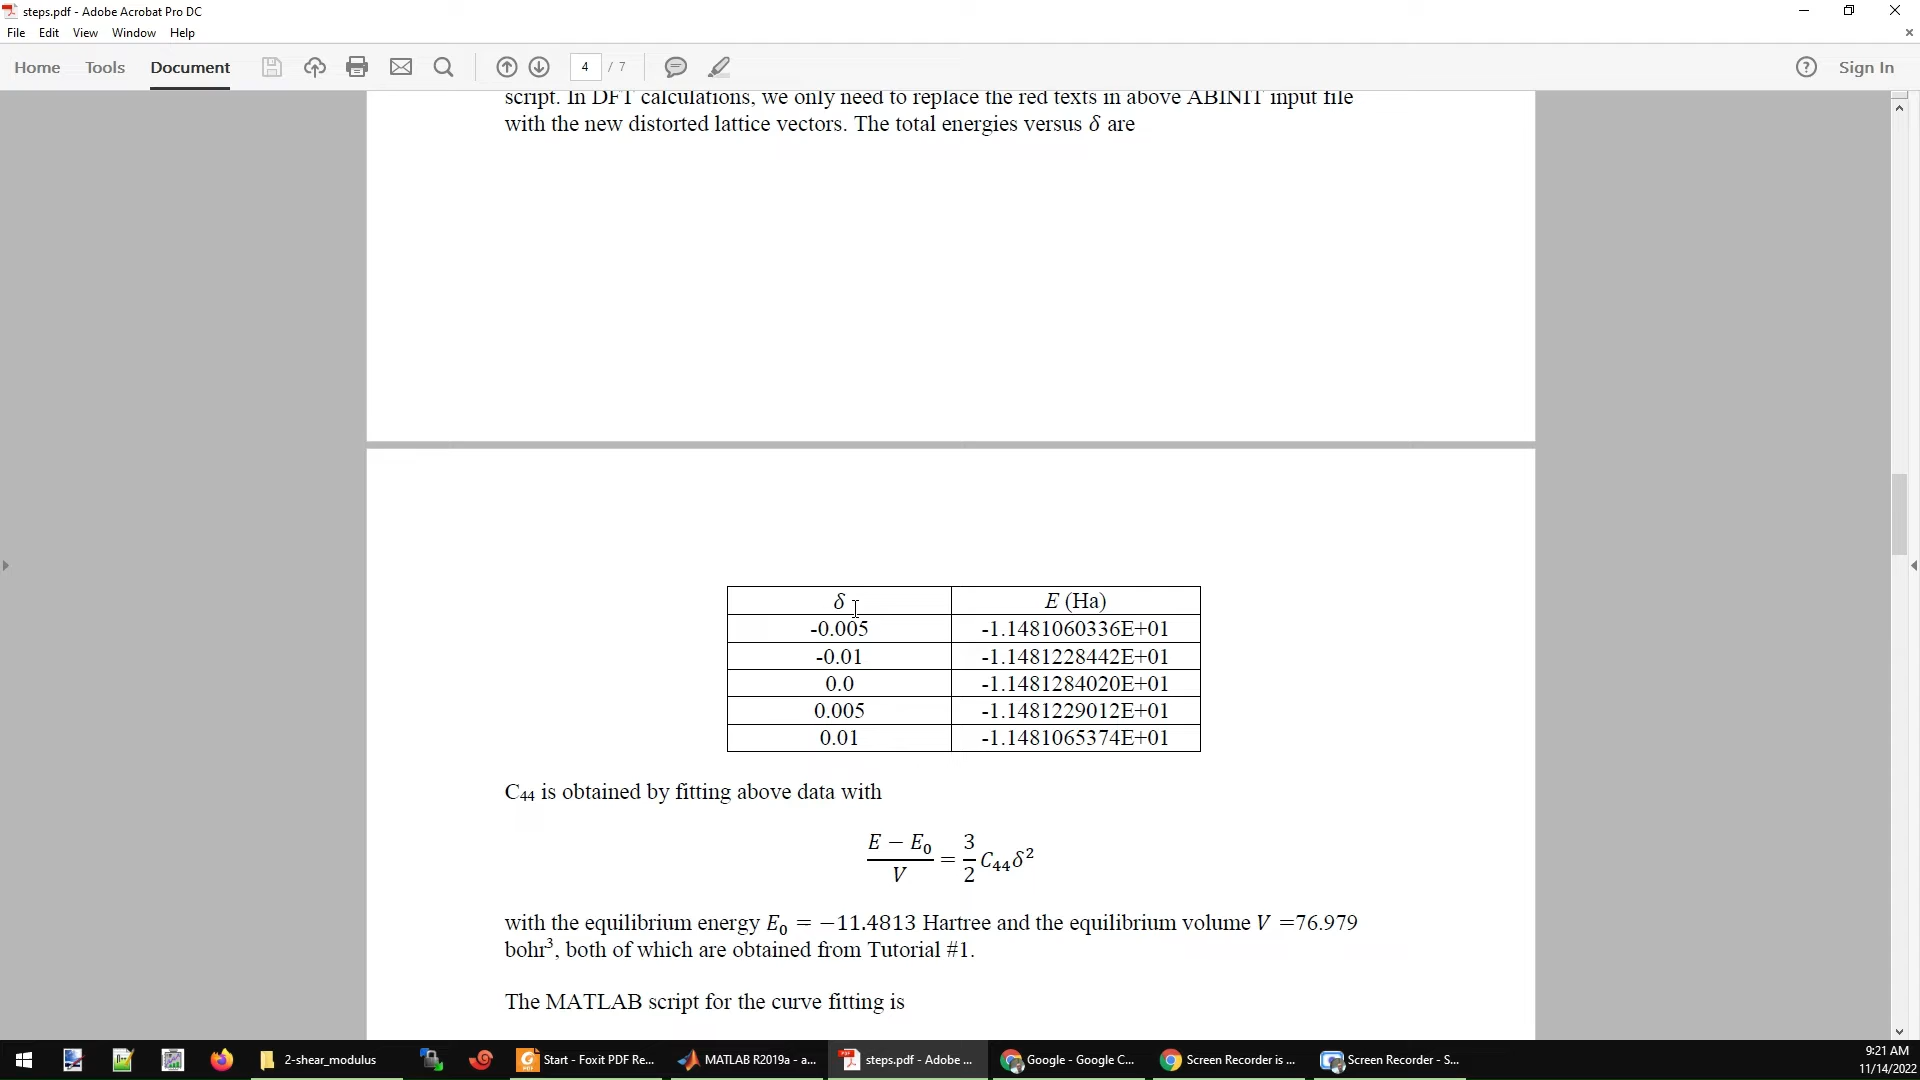 steps.pdf - Adobe Acrobat Pro DC
File Edit View Window Help
Home Tools Document 4 / 7 Sign In
script. In DFT calculations, we only need to replace the red texts in above ABINIT input file
with the new distorted lattice vectors. The total energies versus δ are
δ E (Ha)
-0.005 -1.1481060336E+01
-0.01 -1.1481228442E+01
0.0 -1.1481284020E+01
0.005 -1.1481229012E+01
0.01 -1.1481065374E+01
C₄₄ is obtained by fitting above data with
(E − E₀)/V = 3/2 C₄₄δ²
with the equilibrium energy E₀ = −11.4813 Hartree and the equilibrium volume V =76.979
bohr³, both of which are obtained from Tutorial #1.
The MATLAB script for the curve fitting is
2-shear_modulus Start - Foxit PDF Re... MATLAB R2019a - a... steps.pdf - Adobe ... Google - Google C... Screen Recorder is ... Screen Recorder - S...
9:21 AM
11/14/2022